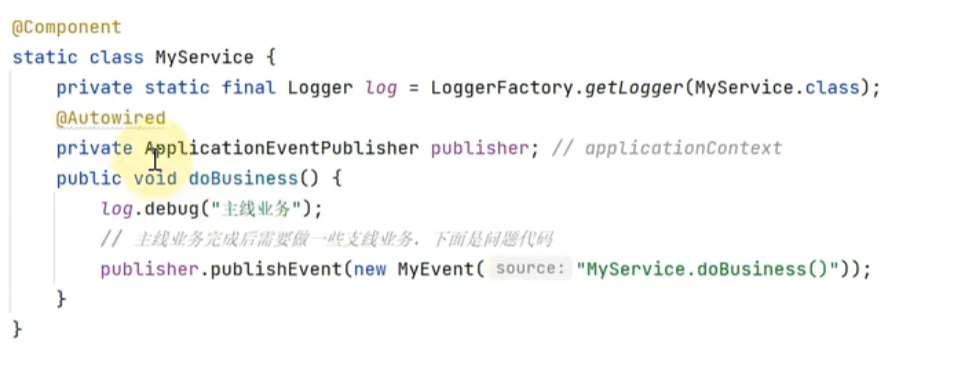 @Component
static class MyService {
private static final Logger log = LoggerFactory.getLogger(MyService.class);
@Autowired
private ApplicationEventPublisher publisher; // applicationContext
public void doBusiness() {
log.debug("主线业务");
// 主线业务完成后需要做一些支线业务，下面是问题代码
publisher.publishEvent(new MyEvent( source: "MyService.doBusiness()"));
}
}